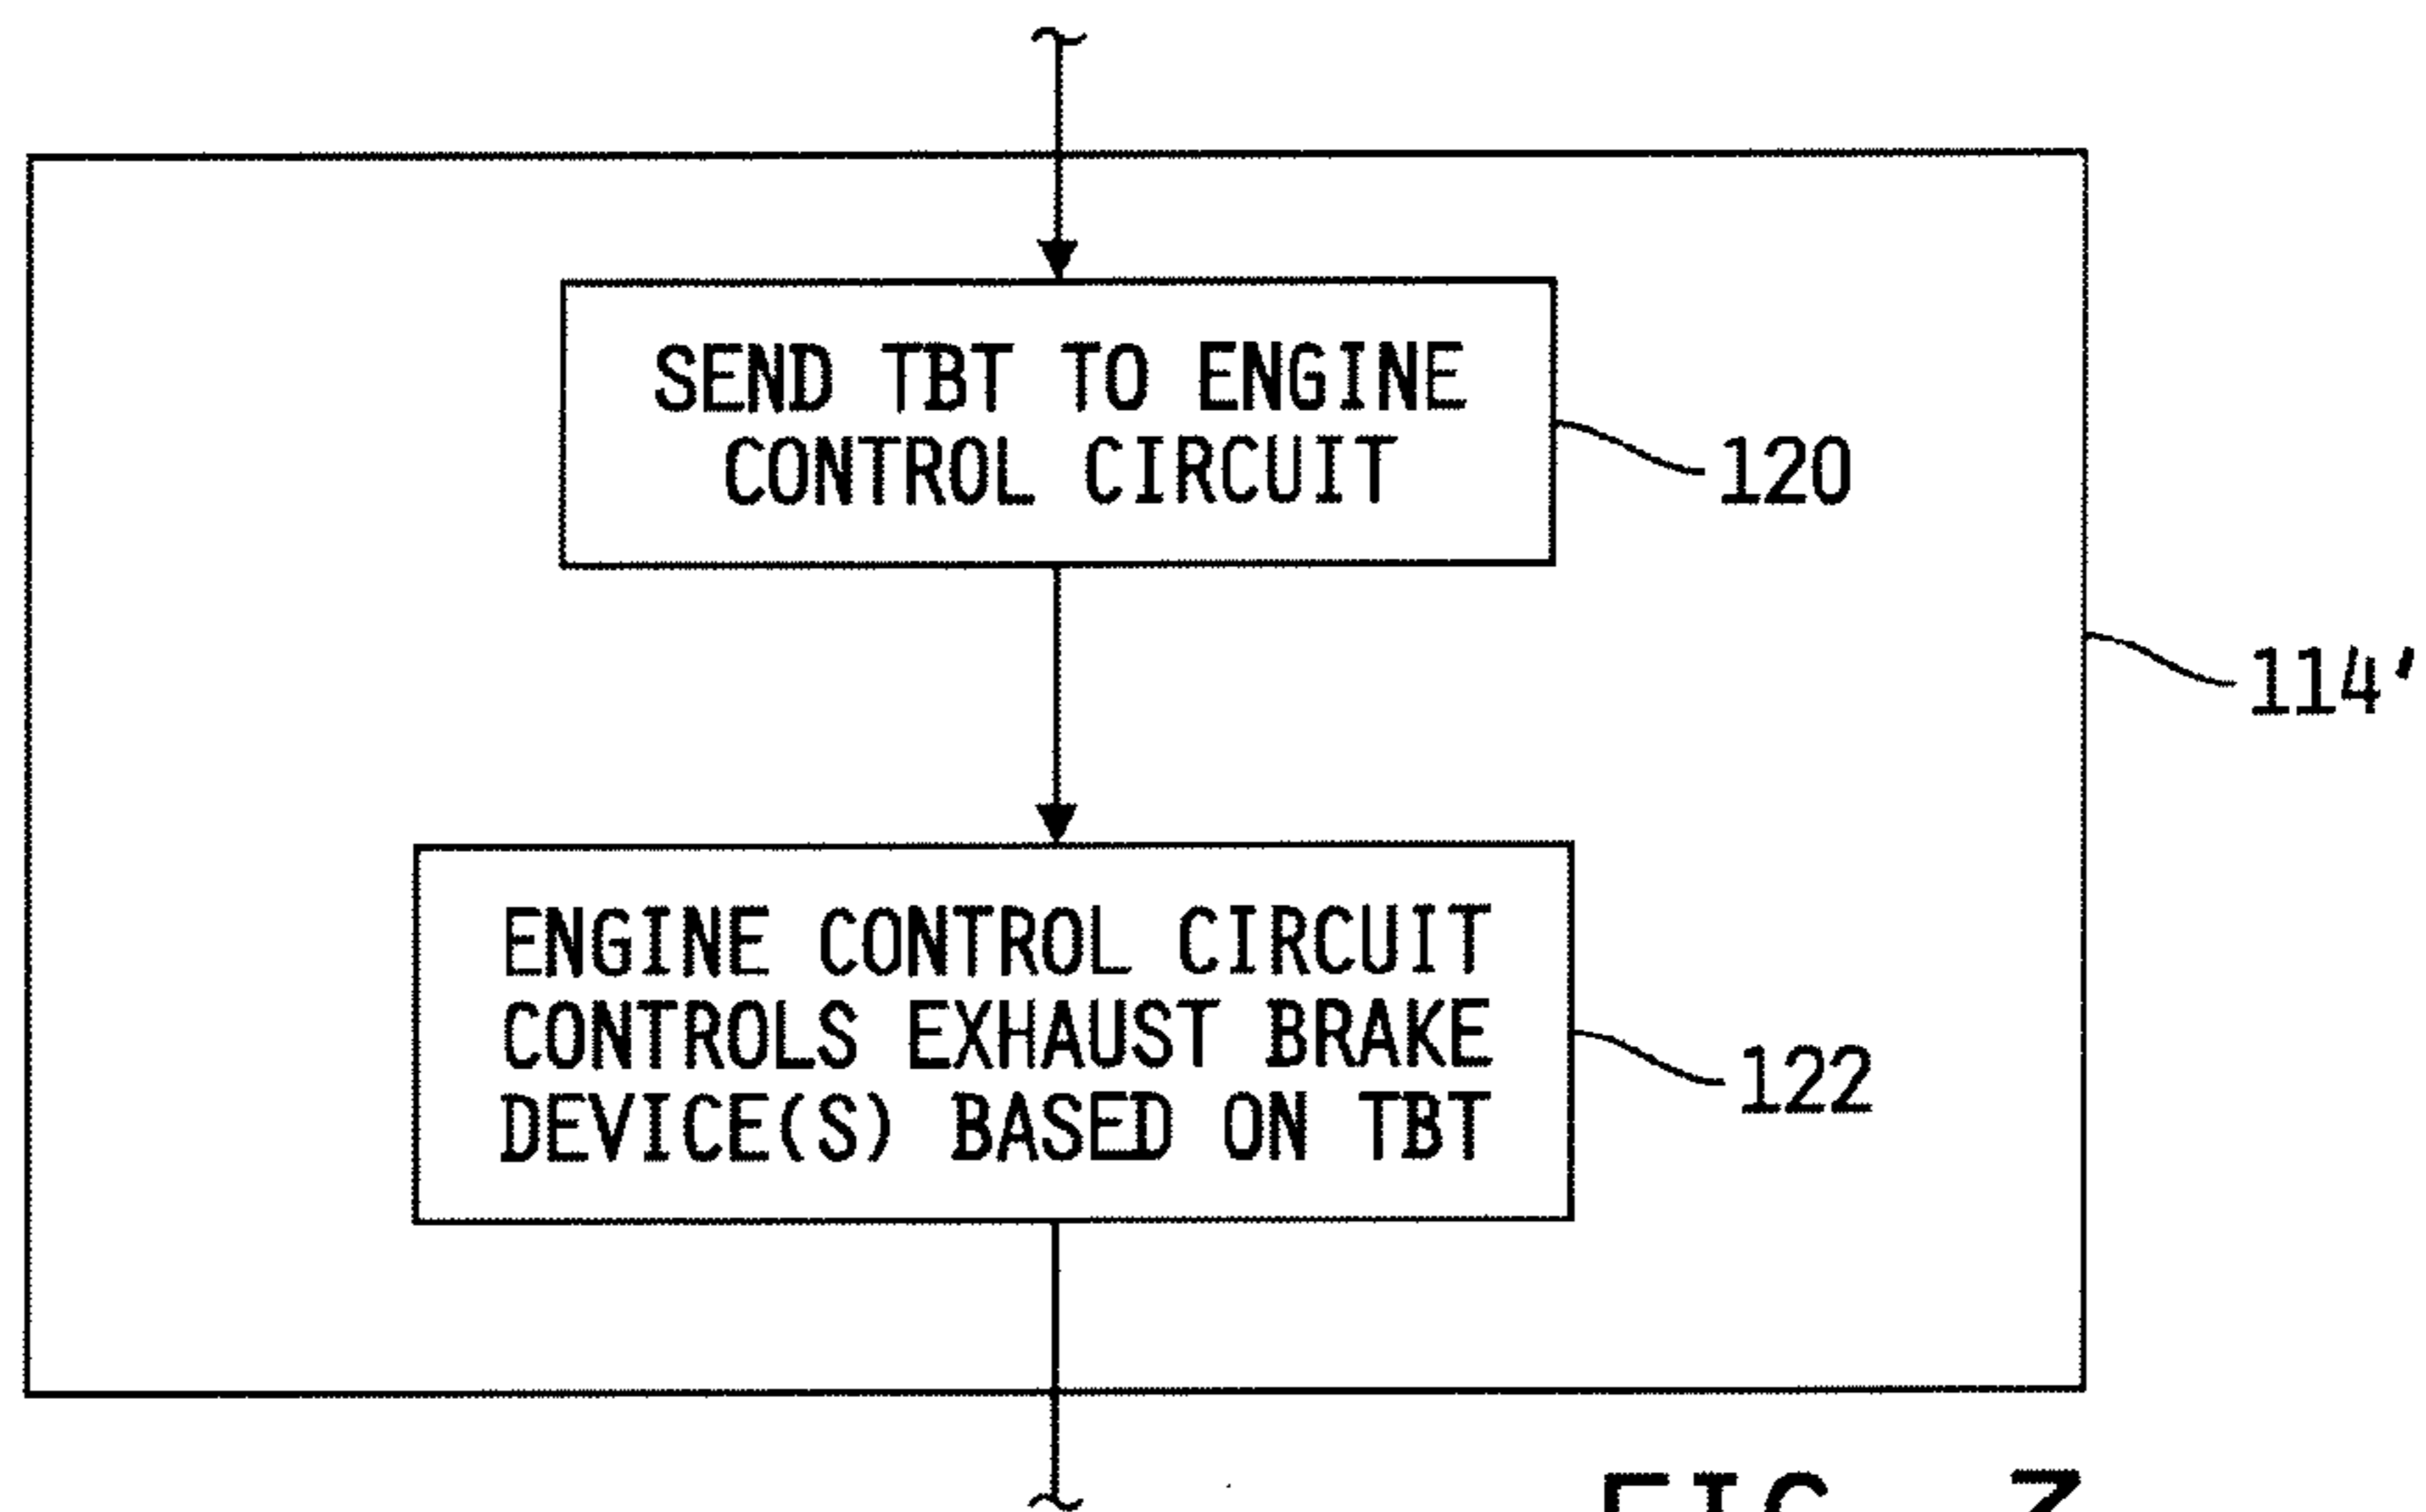 SEND TBT TO ENGINE
CONTROL CIRCUIT
120
114'
ENGINE CONTROL CIRCUIT
CONTROLS EXHAUST BRAKE
DEVICE(S) BASED ON TBT
122
FIG.